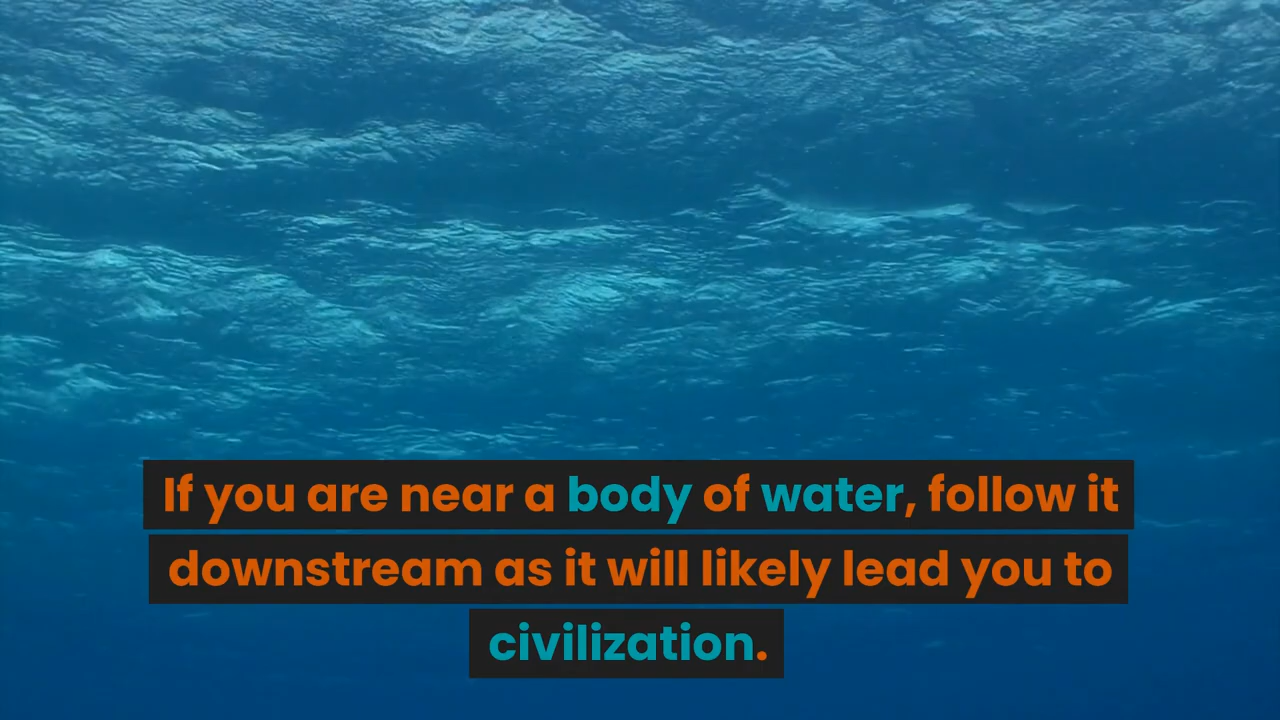 If you are near a body of water, follow it
downstream as it will likely lead you to
civilization.